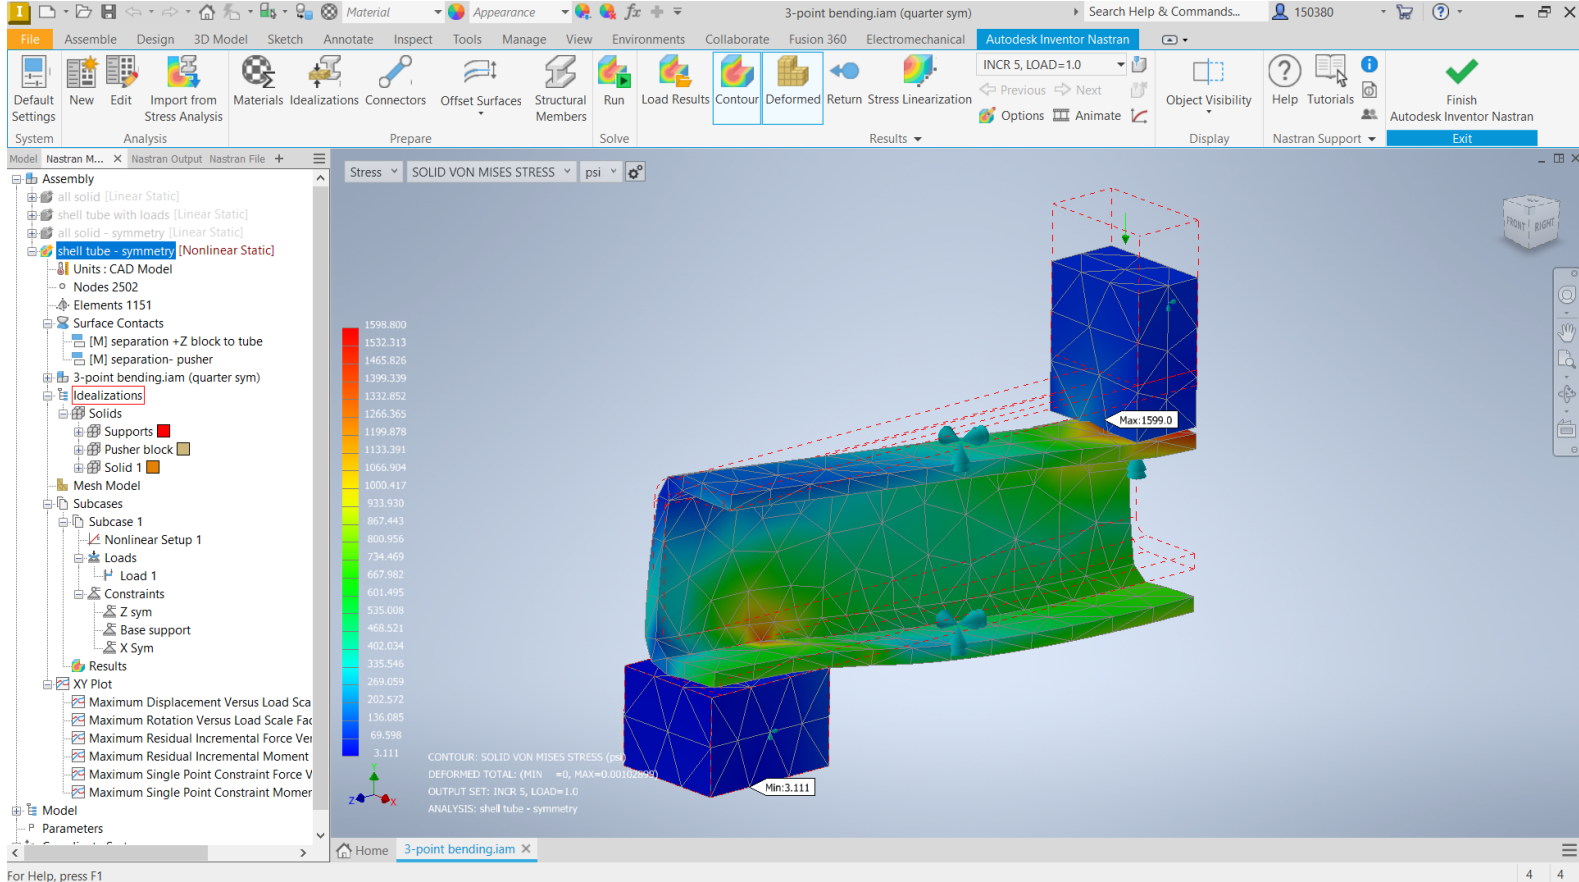 Material
Appearance
3-point bending.iam (quarter sym)
Search Help & Commands...
150380
File
Assemble
Design
3D Model
Sketch
Annotate
Inspect
Tools
Manage
View
Environments
Collaborate
Fusion 360
Electromechanical
Autodesk Inventor Nastran
Default Settings
New
Edit
Import from Stress Analysis
Materials
Idealizations
Connectors
Offset Surfaces
Structural Members
Run
Load Results
Contour
Deformed
Return
Stress Linearization
INCR 5, LOAD=1.0
Previous
Next
Options
Animate
Object Visibility
Help
Tutorials
Finish Autodesk Inventor Nastran
System
Analysis
Prepare
Solve
Results
Display
Nastran Support
Exit
Model
Nastran M...
Nastran Output
Nastran File
Assembly
all solid [Linear Static]
shell tube with loads [Linear Static]
all solid - symmetry [Linear Static]
shell tube - symmetry [Nonlinear Static]
Units : CAD Model
Nodes 2502
Elements 1151
Surface Contacts
[M] separation +Z block to tube
[M] separation- pusher
3-point bending.iam (quarter sym)
Idealizations
Solids
Supports
Pusher block
Solid 1
Mesh Model
Subcases
Subcase 1
Nonlinear Setup 1
Loads
Load 1
Constraints
Z sym
Base support
X Sym
Results
XY Plot
Maximum Displacement Versus Load Sca
Maximum Rotation Versus Load Scale Fac
Maximum Residual Incremental Force Ver
Maximum Residual Incremental Moment
Maximum Single Point Constraint Force V
Maximum Single Point Constraint Momer
Model
Parameters
Stress
SOLID VON MISES STRESS
psi
1598.800
1532.313
1465.826
1399.339
1332.852
1266.365
1199.878
1133.391
1066.904
1000.417
933.930
867.443
800.956
734.469
667.982
601.495
535.008
468.521
402.034
335.546
269.059
202.572
136.085
69.598
3.111
Max:1599.0
Min:3.111
FRONT
RIGHT
CONTOUR: SOLID VON MISES STRESS (psi)
DEFORMED TOTAL: (MIN =0, MAX=0.00102899)
OUTPUT SET: INCR 5, LOAD=1.0
ANALYSIS: shell tube - symmetry
Y
Z
X
Home
3-point bending.iam
For Help, press F1
4
4